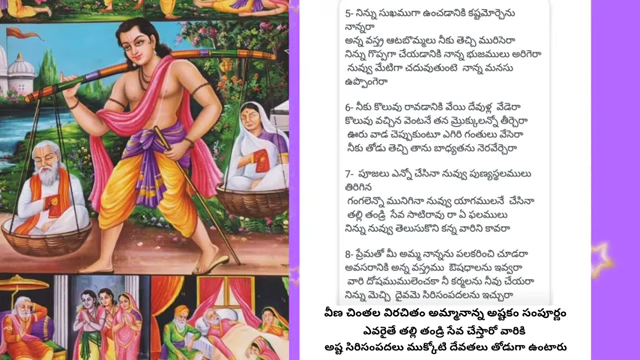 5- నిన్ను సుఖముగా ఉంచడానికి కష్టమోర్చెను
నాన్నరా
అన్న వస్త్ర ఆటబొమ్మలు నీకు తెచ్చి మురిసెరా
నిన్ను గొప్పగా చేయడానికి నాన్న భుజములు అరిగెరా
నువ్వు మేటిగా చదువుతుంటె నాన్న మనసు
ఉప్పొంగెరా
6- నీకు కొలువు రావడానికి వేయి దేవుళ్ల వేడెరా
కొలువు వచ్చిన వెంటనే తన మ్రొక్కులన్నో తీర్చెరా
ఊరు వాడ చెప్పుకుంటూ ఎగిరి గంతులు వేసెరా
నీకు తోడు తెచ్చి తాను బాధ్యతను నెరవేర్చెరా
7- పూజలు ఎన్నో చేసినా నువ్వు పుణ్యస్థలములు
తిరిగిన
గంగలెన్నొ మునిగినా నువ్వు యాగములనే చేసినా
తల్లి తండ్రి సేవ సాటిరావు రా ఏ ఫలములు
నిన్ను నువ్వు తెలుసుకొని కన్న వారిని కావరా
8- ప్రేమతో మీ అమ్మ నాన్నను పలకరించి చూడరా
అవసరానికి అన్న వస్త్రము ఔషధాలను ఇవ్వరా
వారి దోషములెంచకా నీ కర్మలను నీవు చేయరా
నిన్ను మెచ్చి దైవమె సిరిసంపదలను ఇచ్చురా
వీణ చింతల విరచితం అమ్మానాన్న అష్టకం సంపూర్ణం
ఎవరైతే తల్లి తండ్రి సేవ చేస్తారో వారికి
అష్ట సిరిసంపదలు ముక్కోటి దేవతలు తోడుగా ఉంటారు